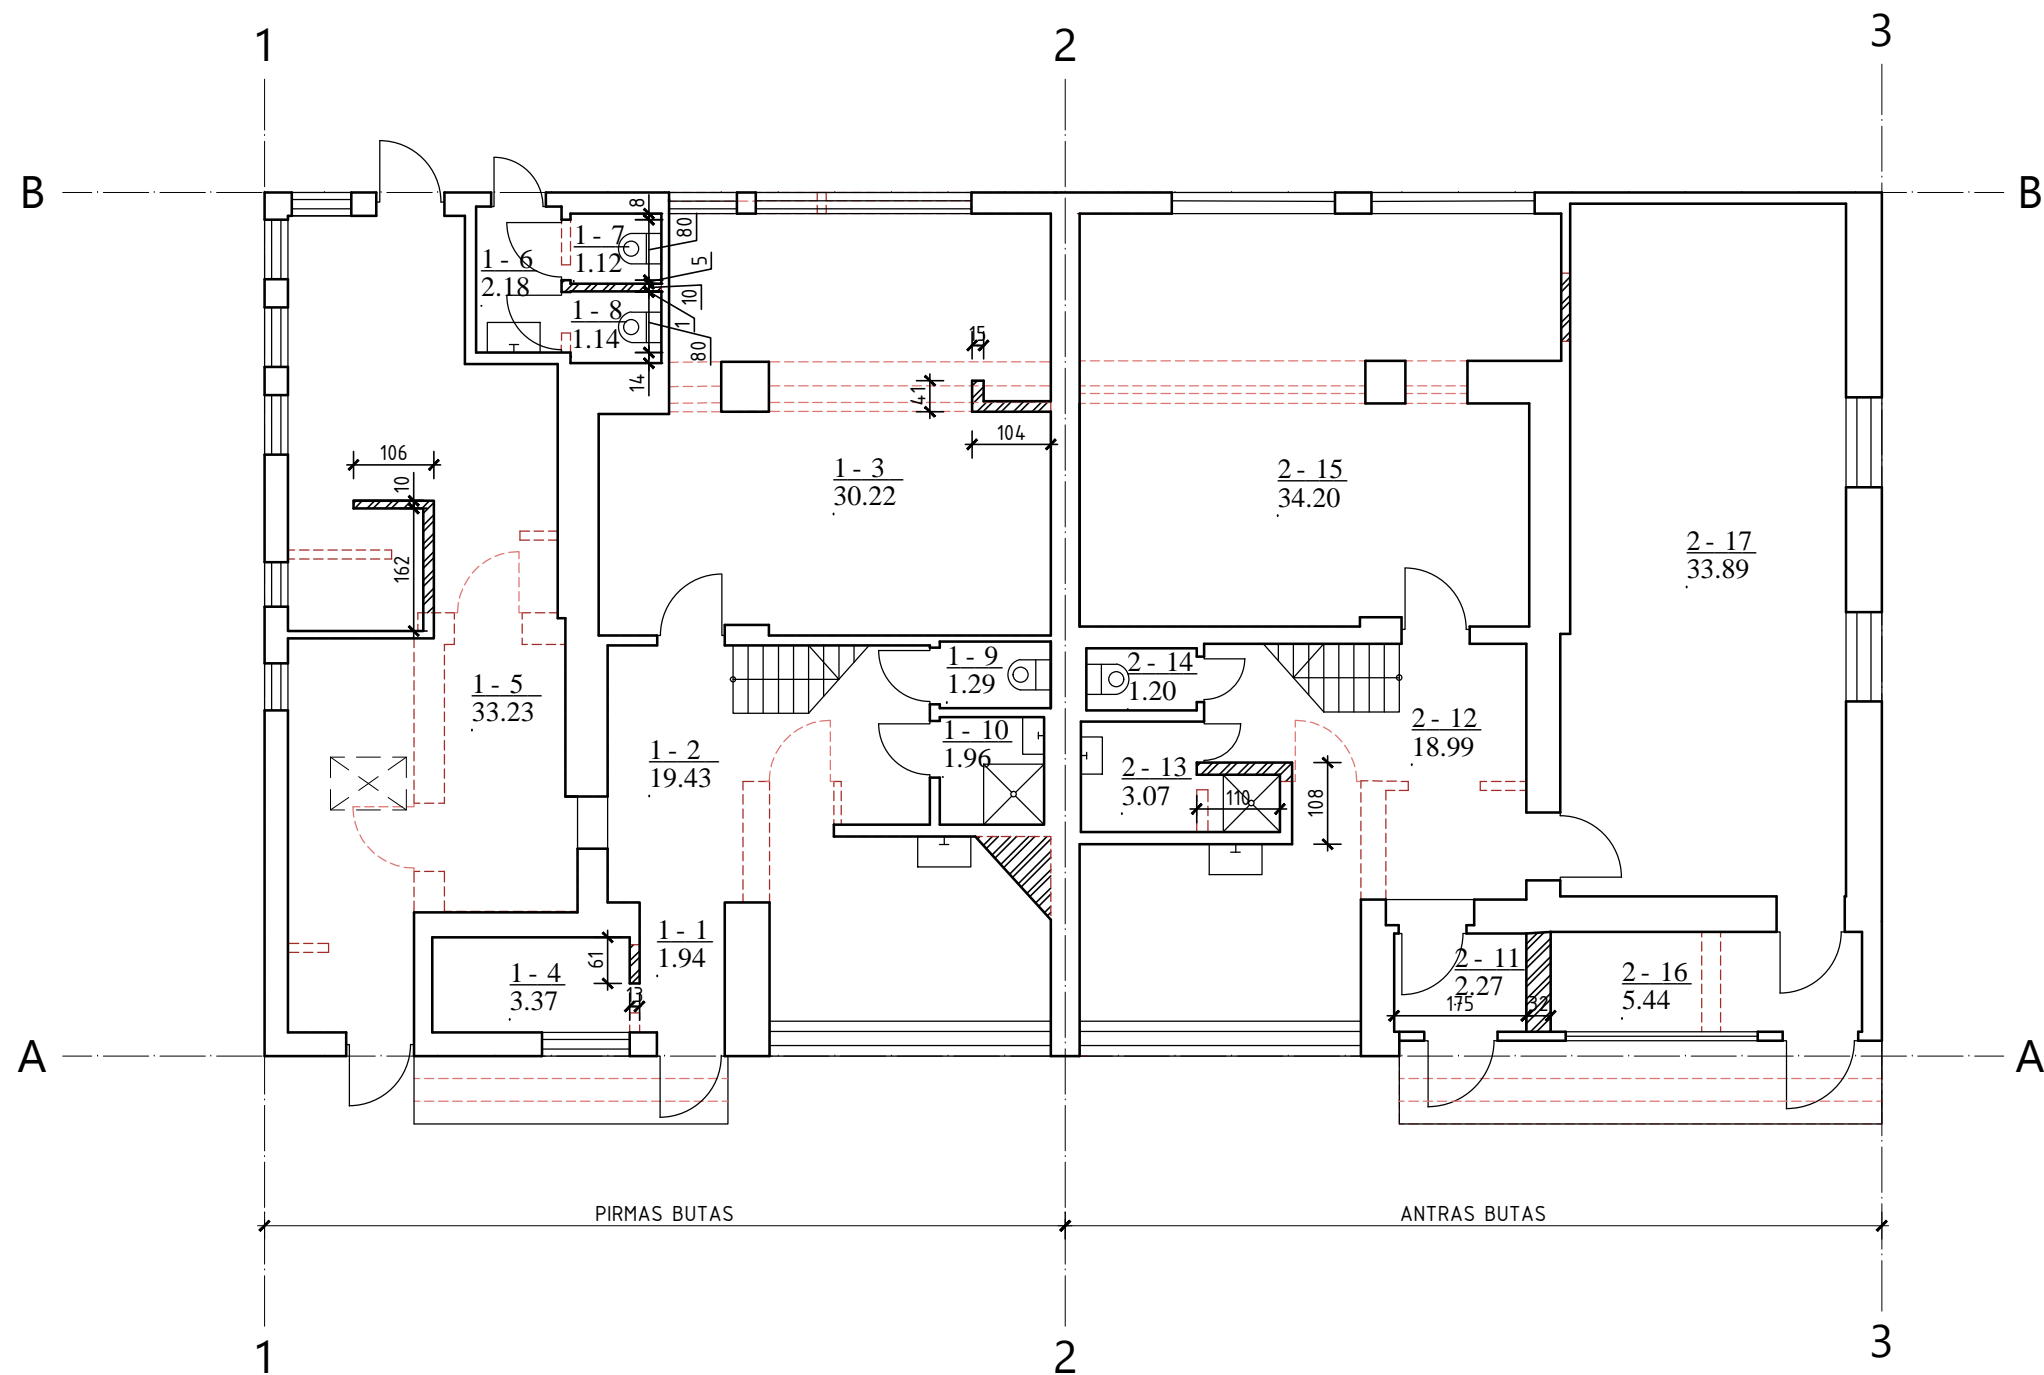 1
2
3
B
B
8
80
1 - 7
1.12
1 - 6
2.18
5
10
1 - 8
1.14
1
80
14
15
41
104
106
10
162
1 - 3
30.22
2 - 15
34.20
2 - 17
33.89
1 - 5
33.23
1 - 9
1.29
2 - 14
1.20
1 - 2
19.43
1 - 10
1.96
2 - 12
18.99
2 - 13
3.07
110
108
1 - 1
1.94
61
1 - 4
3.37
13
2 - 11
2.27
175
32
2 - 16
5.44
A
A
PIRMAS BUTAS
ANTRAS BUTAS
1
2
3